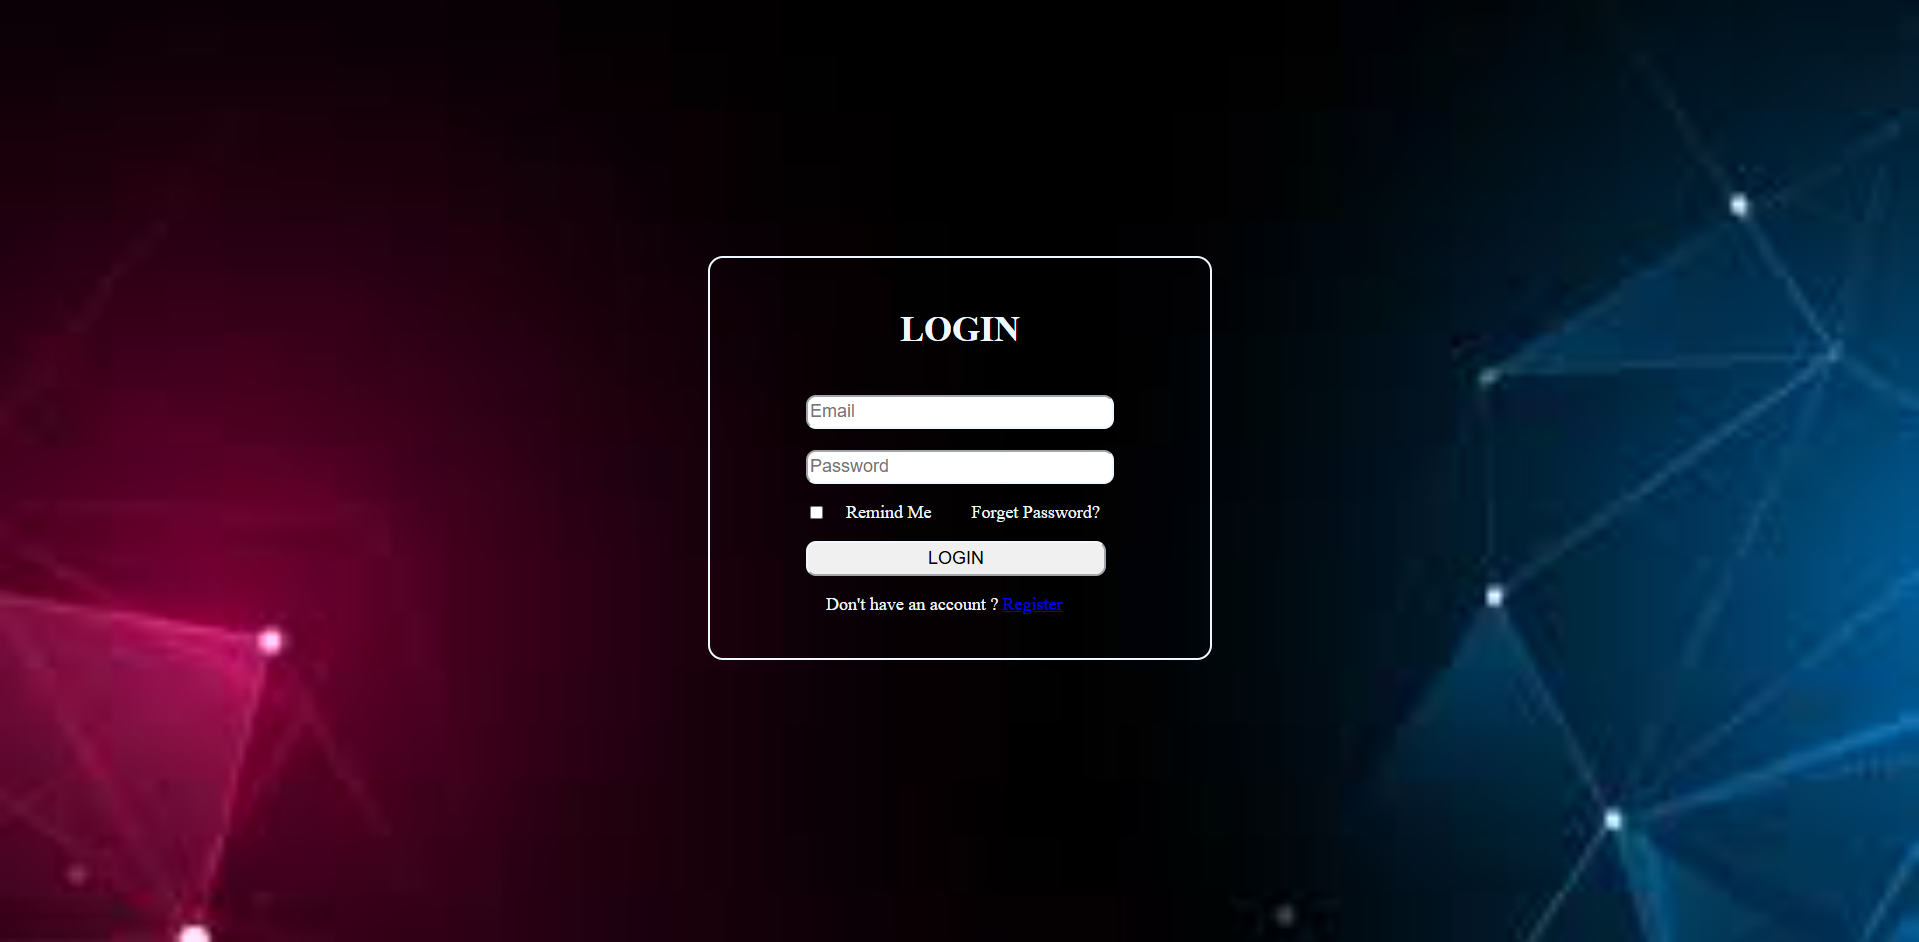 LOGIN
Email
Password
Remind Me Forget Password?
LOGIN
Don't have an account ? Register